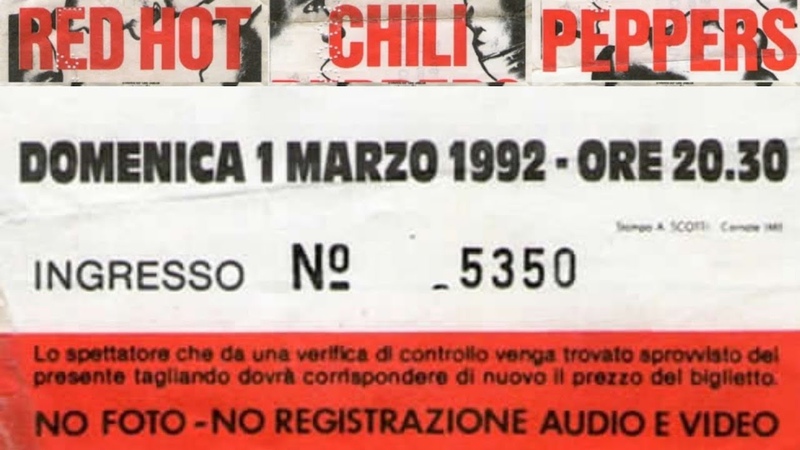 RED HOT CHILI PEPPERS
DOMENICA 1 MARZO 1992 - ORE 20.30
Stampa A. SCOTTI
INGRESSO Nº 5350
Lo spettatore che da una verifica di controllo venga trovato sprovvisto del
presente tagliando dovrà corrispondere di nuovo il prezzo del biglietto.
NO FOTO - NO REGISTRAZIONE AUDIO E VIDEO